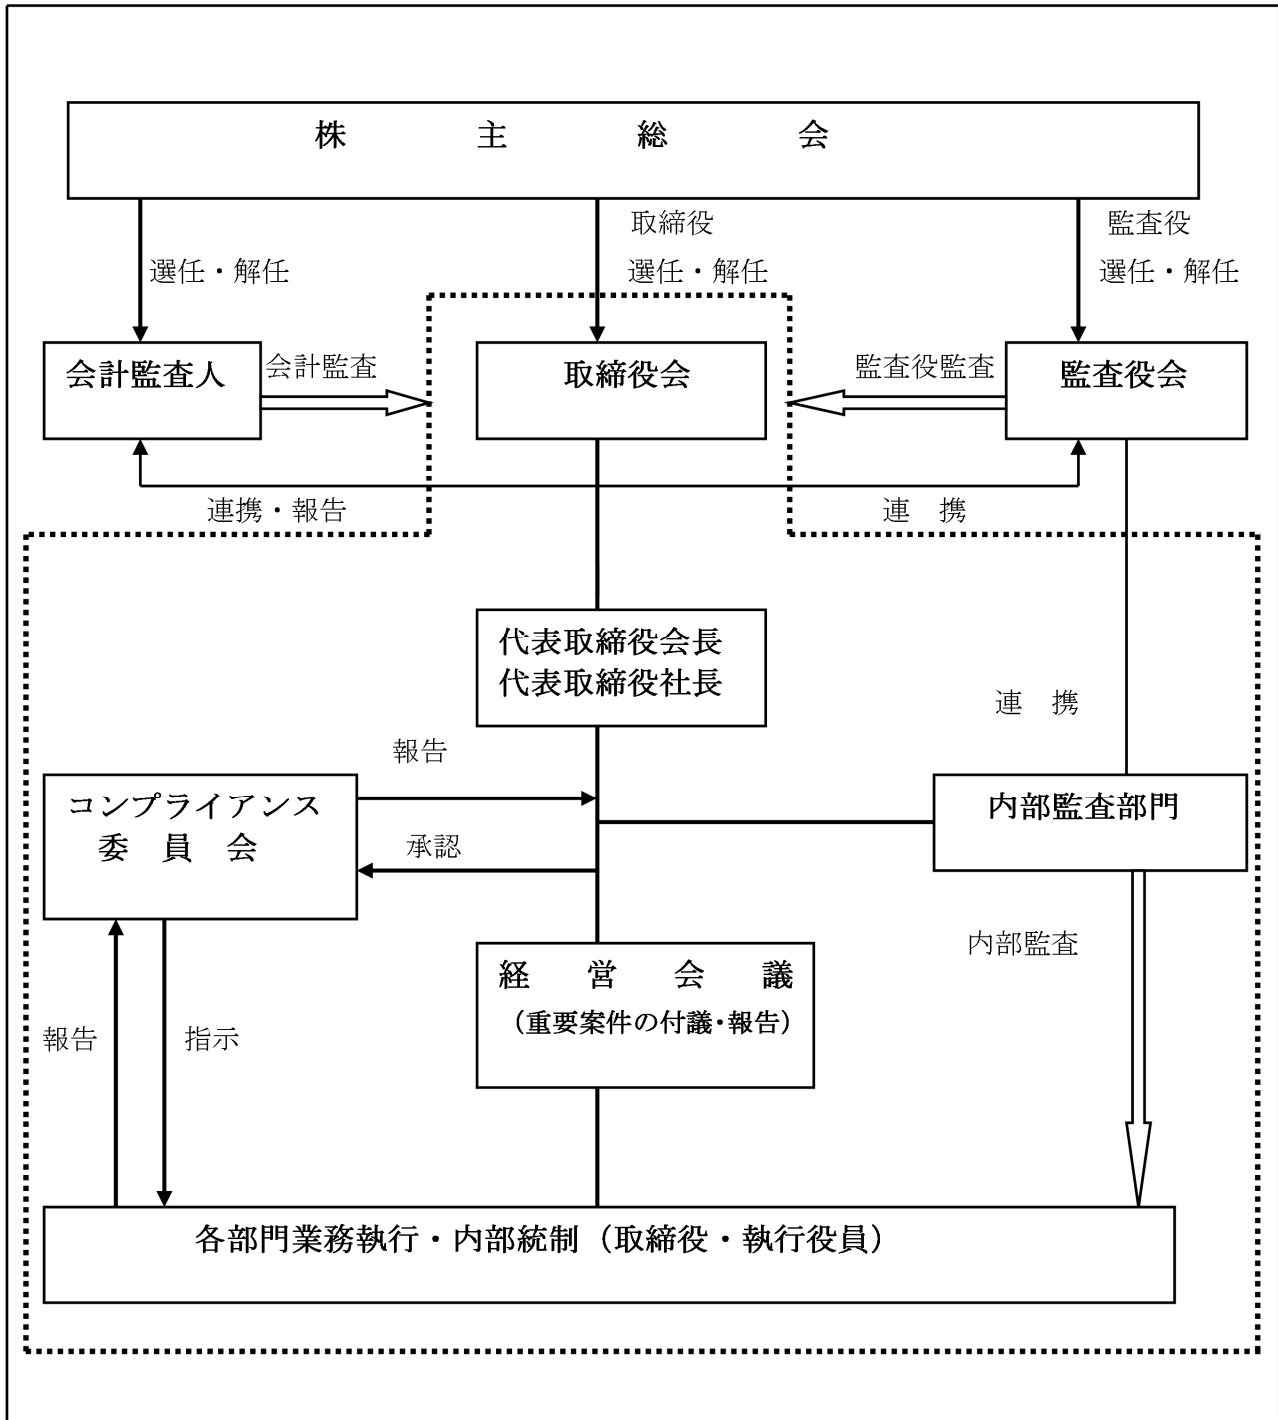 株主総会
取締役
監査役
選任・解任
選任・解任
選任・解任
会計監査人
会計監査
取締役会
監査役監査
監査役会
連携・報告
連　携
代表取締役会長
代表取締役社長
連　携
報告
コンプライアンス
委　員　会
承認
内部監査部門
経　営　会　議
（重要案件の付議・報告）
内部監査
報告
指示
各部門業務執行・内部統制（取締役・執行役員）